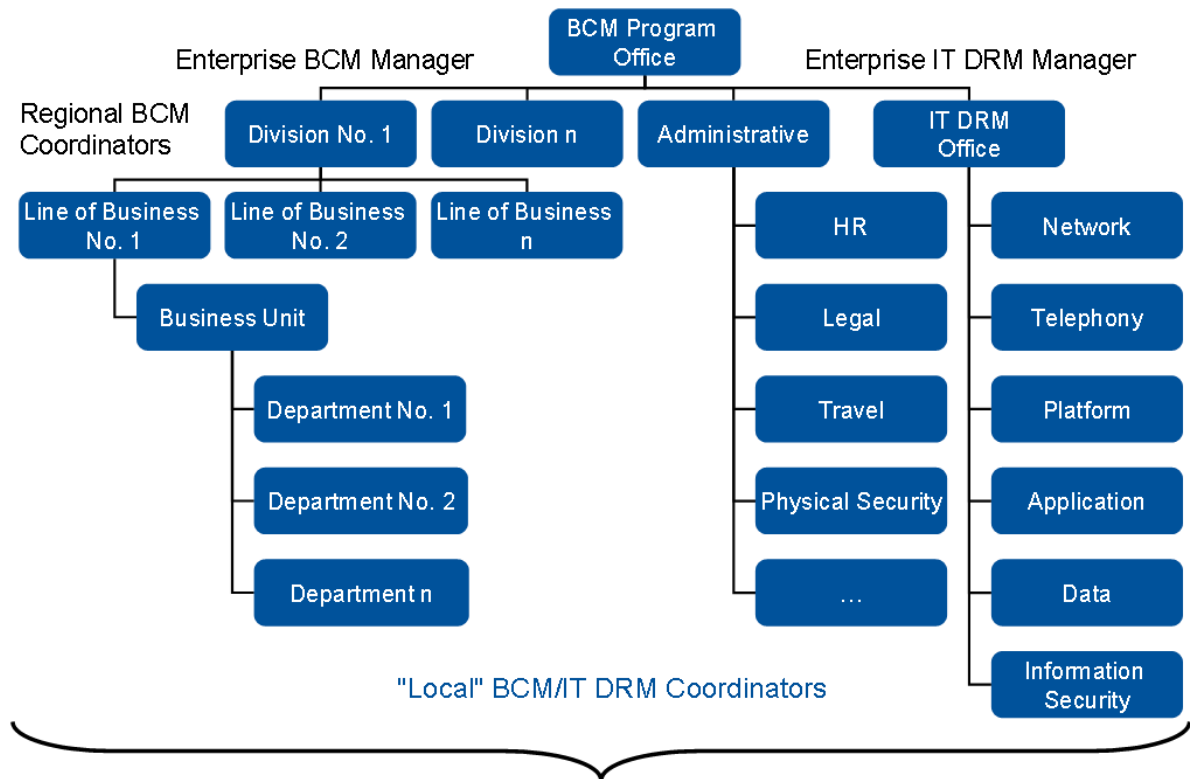 BCM Program
Office
Enterprise BCM Manager
Enterprise IT DRM Manager
Regional BCM
Coordinators
Division No. 1
Division n
Administrative
IT DRM
Office
Line of Business
No. 1
Line of Business
No. 2
Line of Business
n
HR
Network
Business Unit
Legal
Telephony
Department No. 1
Travel
Platform
Department No. 2
Physical Security
Application
Department n
...
Data
"Local" BCM/IT DRM Coordinators
Information
Security